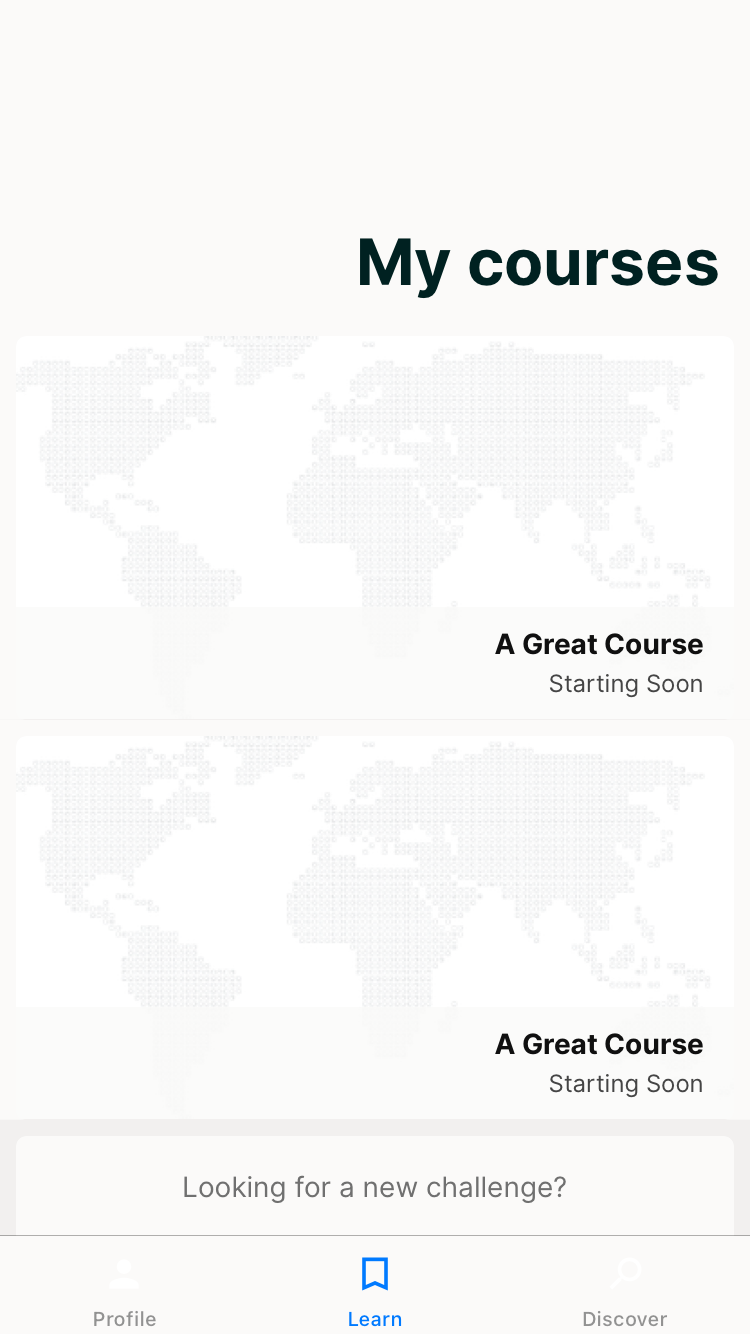 My courses
A Great Course
Starting Soon
A Great Course
Starting Soon
Looking for a new challenge?
Profile
Learn
Discover